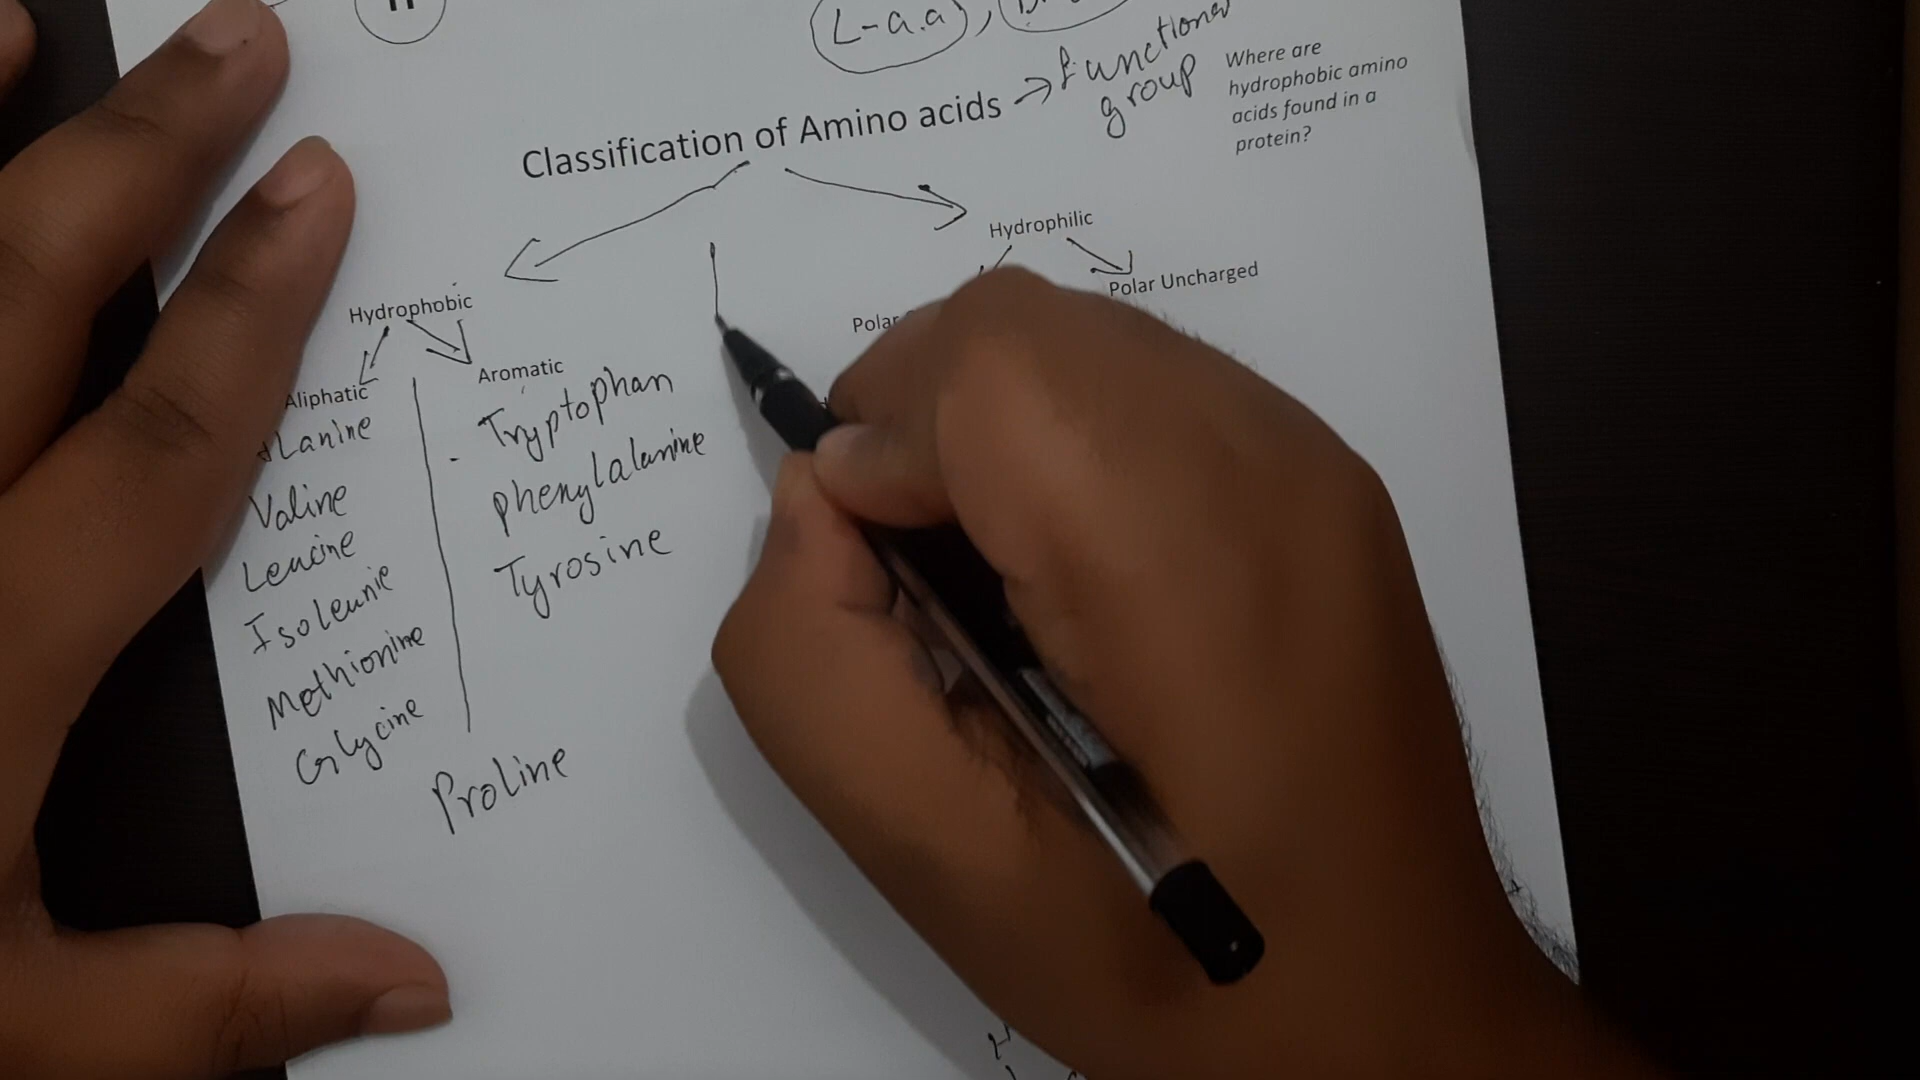 L-a.a),
Classification of Amino acids → functional
group
Where are
hydrophobic amino
acids found in a
protein?
Hydrophobic
Aliphatic
Alanine
Valine
Leucine
Isoleunie
Methionine
Glycine
Aromatic
- Tryptophan
phenylalanine
Tyrosine
Proline
Hydrophilic
Polar
Polar Uncharged